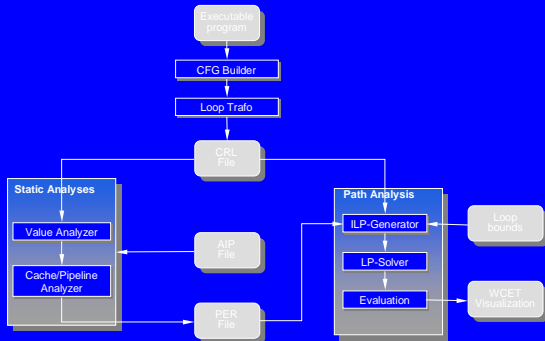 Executable
program
CFG Builder
Loop Trafo
CRL
File
Static Analyses
Path Analysis
Value Analyzer
ILP-Generator
Loop
bounds
AIP
File
Cache/Pipeline
Analyzer
LP-Solver
Evaluation
WCET
Visualization
PER
File